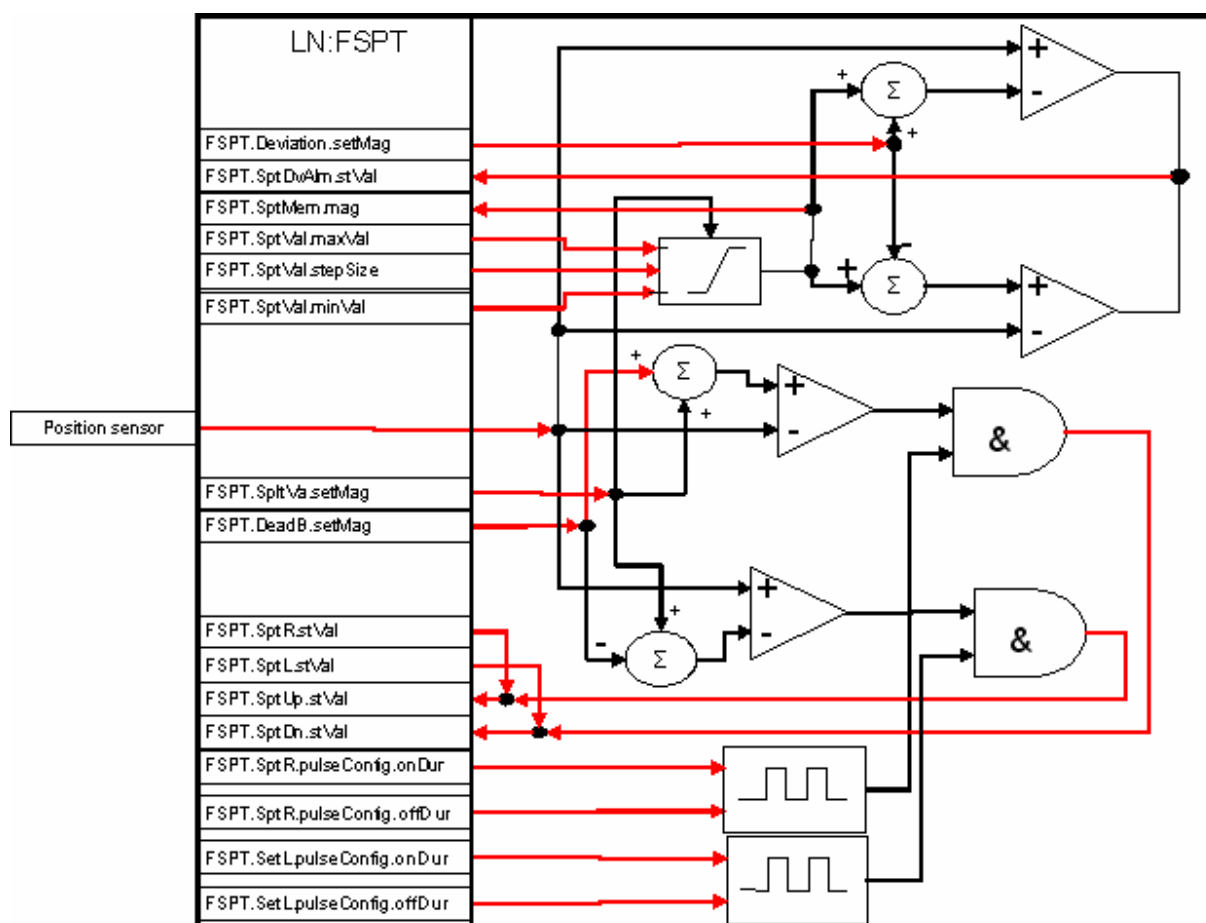 LN:FSPT
+
-
+
Σ
+
FSPT.Deviation.setMag
FSPT.SptDvAlm.stVal
FSPT.SptMem.mag
FSPT.SptVal.maxVal
FSPT.SptVal.stepSize
FSPT.SptVal.minVal
-
+
Σ
+
-
+
Σ
+
+
-
Position sensor
&
FSPT.SpltVa.setMag
FSPT.DeadB.setMag
+
-
+
-
Σ
&
FSPT.SptR.stVal
FSPT.SptL.stVal
FSPT.SptUp.stVal
FSPT.SptDn.stVal
FSPT.SptR.pulseConfig.onDur
FSPT.SptR.pulseConfig.offDur
FSPT.SetL.pulseConfig.onDur
FSPT.SetL.pulseConfig.offDur